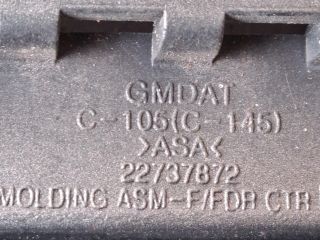 GMDAT
C-105(C-145)
>ASA<
22737872
MOLDING ASM-F/FDR CTR